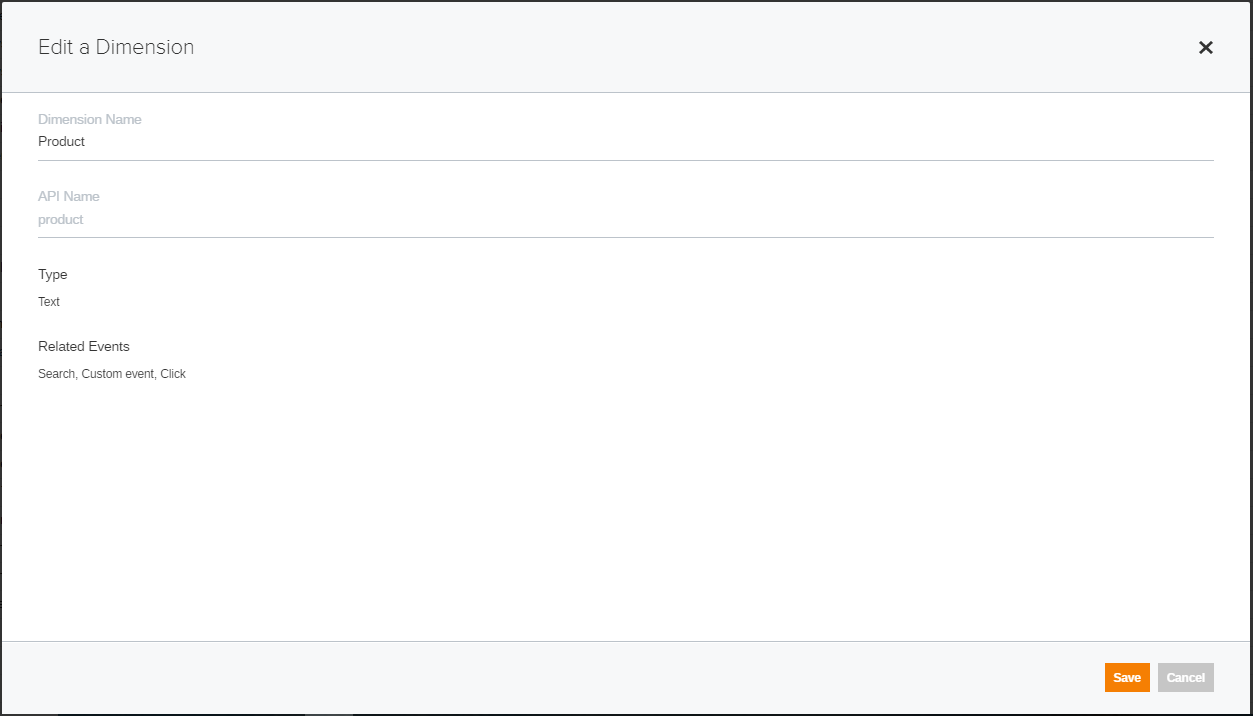 Edit a Dimension
Dimension Name
Product
API Name
product
Type
Text
Related Events
Search, Custom event, Click
Save Cancel